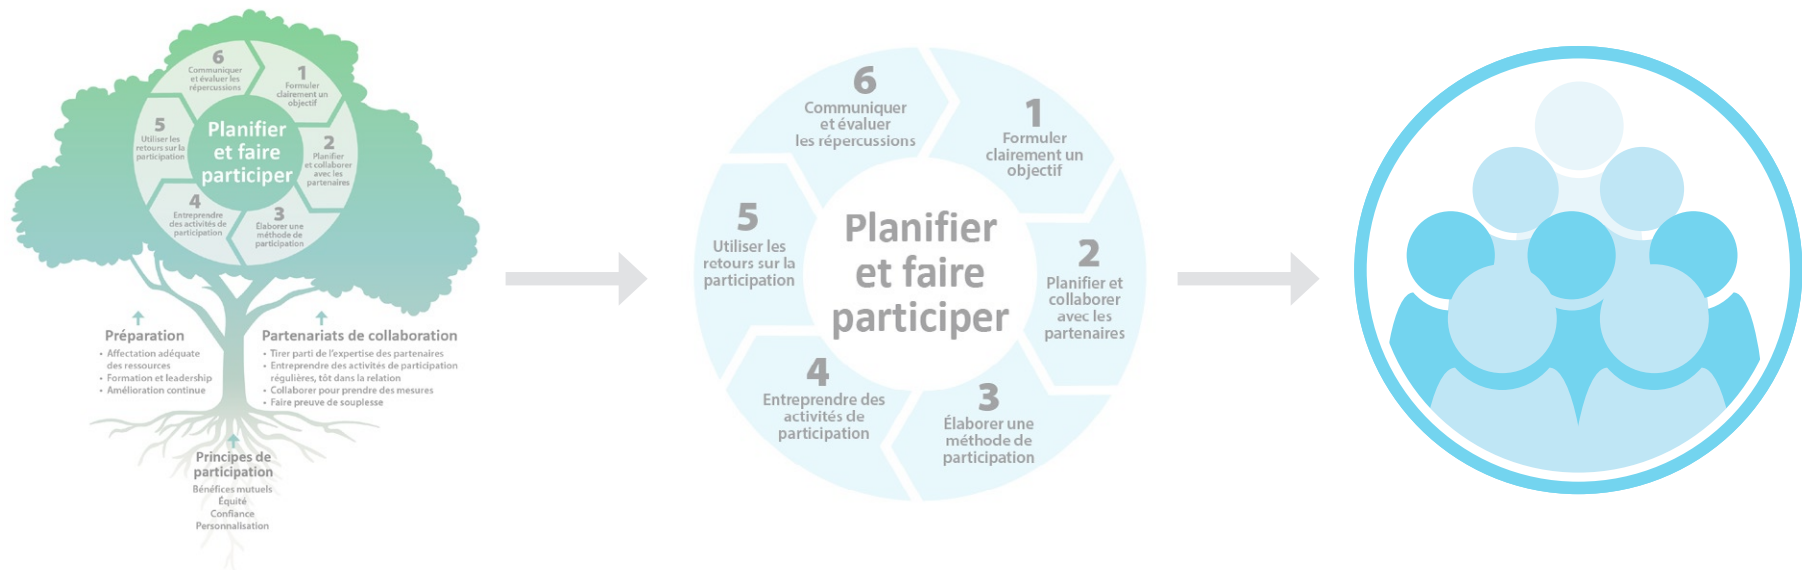 6
Communiquer
et évaluer les
répercussions
1
Formuler
clairement un
objectif
5
Utiliser les
retours sur la
participation
Planifier
et faire
participer
2
Planifier
et collaborer
avec les
partenaires
4
Entreprendre
des activités de
participation
3
Élaborer une
méthode de
participation
Préparation
• Affectation adéquate
des ressources
• Formation et leadership
• Amélioration continue
Partenariats de collaboration
• Tirer parti de l'expertise des partenaires
• Entreprendre des activités de participation
régulières, tôt dans la relation
• Collaborer pour prendre des mesures
• Faire preuve de souplesse
Principes de
participation
Bénéfices mutuels
Équité
Confiance
Personnalisation
6
Communiquer
et évaluer
les répercussions
1
Formuler
clairement un
objectif
5
Utiliser les
retours sur la
participation
Planifier
et faire
participer
2
Planifier et
collaborer
avec les
partenaires
4
Entreprendre des
activités de
participation
3
Élaborer une
méthode de
participation